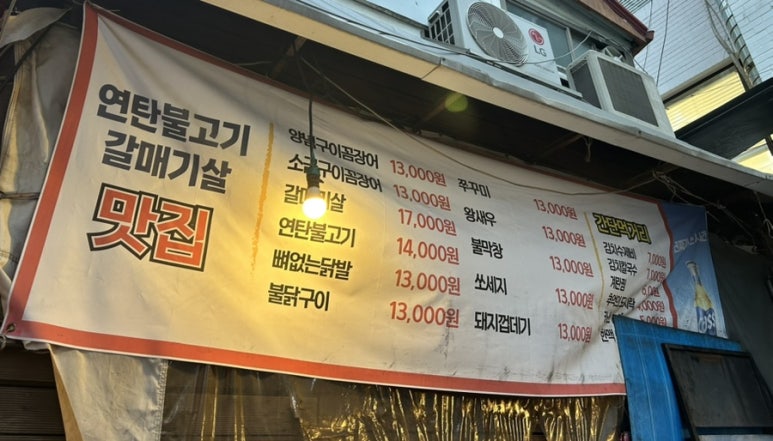 연탄불고기
갈매기살
맛집
양념구이꼼장어 13,000원
소금구이꼼장어 13,000원
갈매기살 17,000원
연탄불고기 14,000원
뼈없는닭발 13,000원
불닭구이 13,000원
쭈꾸미 13,000원
왕새우 13,000원
불막창 13,000원
쏘세지 13,000원
돼지껍데기 13,000원
간단먹거리
김치수제비 7,000원
김치칼국수 7,000원
계란찜
LG